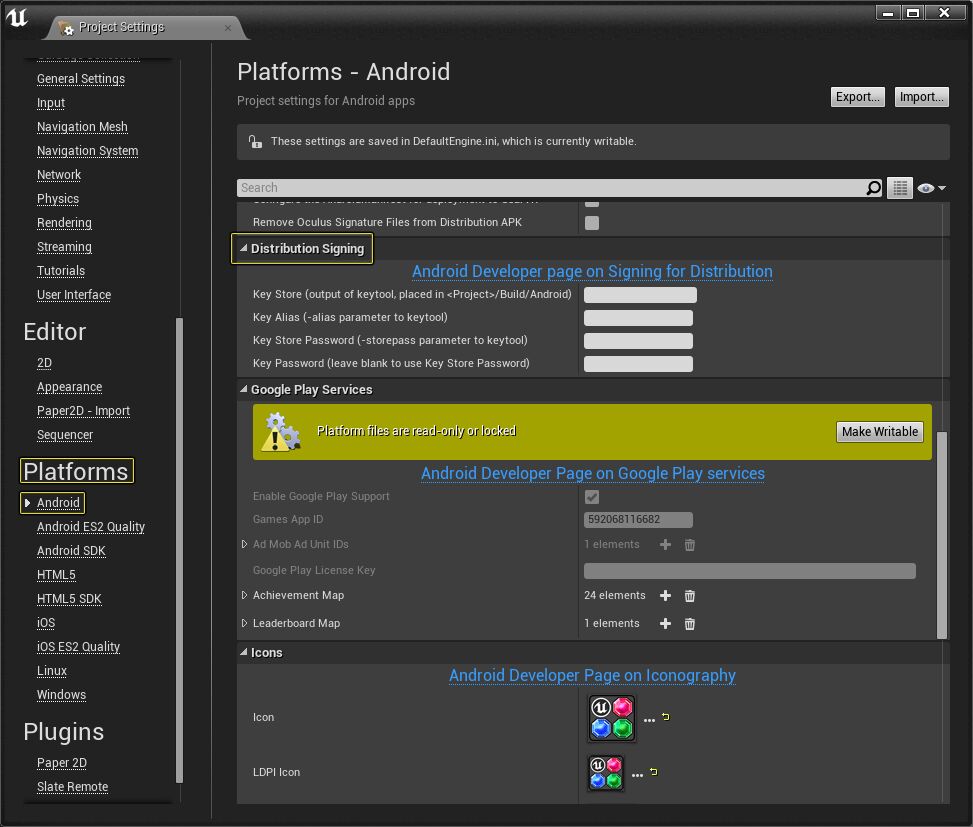 Project Settings
General Settings
Input
Navigation Mesh
Navigation System
Network
Physics
Rendering
Streaming
Tutorials
User Interface
Editor
2D
Appearance
Paper2D - Import
Sequencer
Platforms
Android
Android ES2 Quality
Android SDK
HTML5
HTML5 SDK
iOS
iOS ES2 Quality
Linux
Windows
Plugins
Paper 2D
Slate Remote
Platforms - Android
Project settings for Android apps
Export...
Import...
These settings are saved in DefaultEngine.ini, which is currently writable.
Search
Remove Oculus Signature Files from Distribution APK
Distribution Signing
Android Developer page on Signing for Distribution
Key Store (output of keytool, placed in <Project>/Build/Android)
Key Alias (-alias parameter to keytool)
Key Store Password (-storepass parameter to keytool)
Key Password (leave blank to use Key Store Password)
Google Play Services
Platform files are read-only or locked
Make Writable
Android Developer Page on Google Play services
Enable Google Play Support
Games App ID
592068116682
Ad Mob Ad Unit IDs
1 elements
Google Play License Key
Achievement Map
24 elements
Leaderboard Map
1 elements
Icons
Android Developer Page on Iconography
Icon
...
LDPI Icon
...